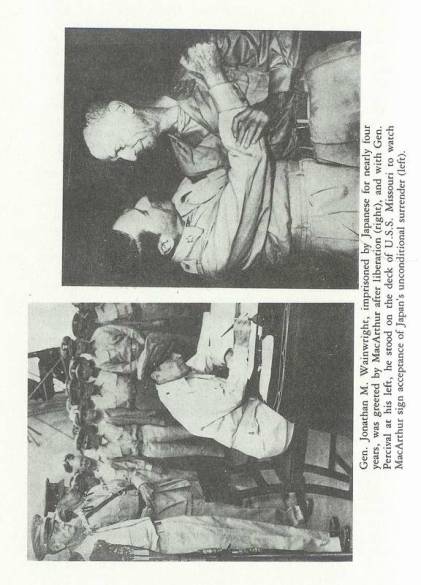 Gen. Jonathan M. Wainwright, imprisoned by Japanese for nearly four
years, was greeted by MacArthur after liberation (right), and with Gen.
Percival at his left, he stood on the deck of U.S.S. Missouri to watch
MacArthur sign acceptance of Japan's unconditional surrender (left).